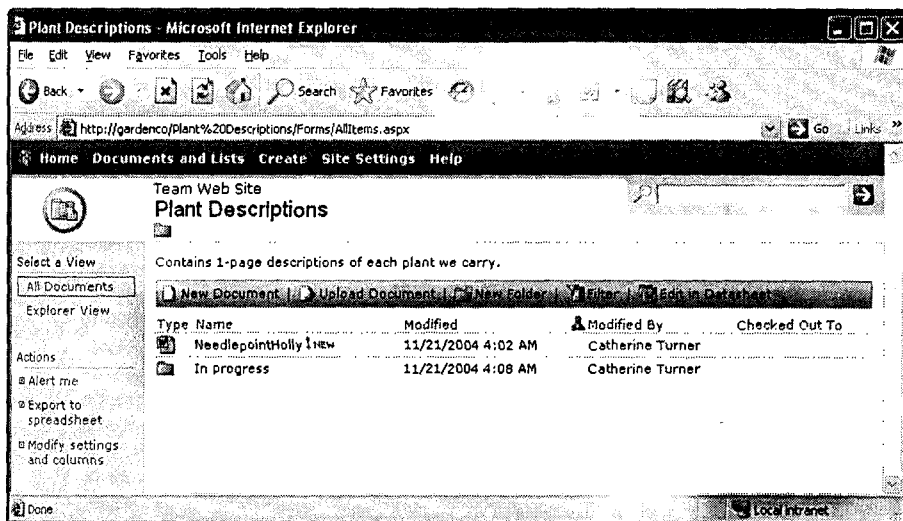 Plant Descriptions - Microsoft Internet Explorer
File Edit View Favorites Tools Help
Back Search Favorites
Address http://gardenco/Plant%20Descriptions/Forms/AllItems.aspx Go Links »
Home Documents and Lists Create Site Settings Help
Team Web Site
Plant Descriptions
Select a View
Contains 1-page descriptions of each plant we carry.
All Documents
New Document | Upload Document | New Folder | Filter | Edit in Datasheet
Explorer View
Type Name Modified Modified By Checked Out To
NeedlepointHolly ! NEW 11/21/2004 4:02 AM Catherine Turner
Actions
In progress 11/21/2004 4:08 AM Catherine Turner
Alert me
Export to
spreadsheet
Modify settings
and columns
Done Local intranet